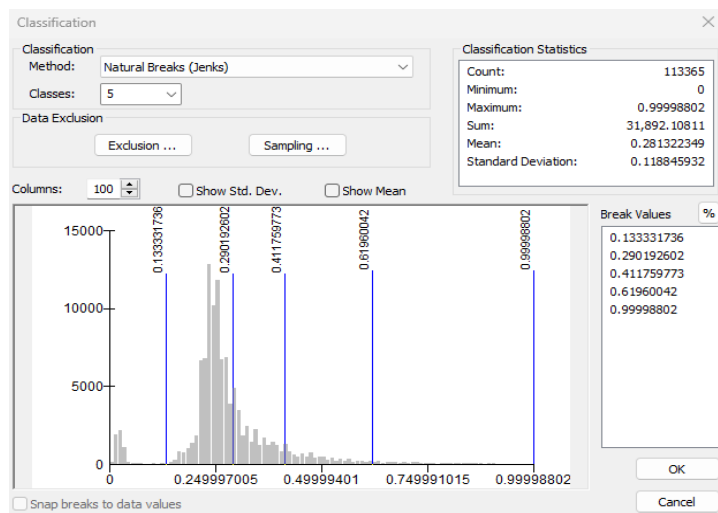 Classification
Classification
Method: Natural Breaks (Jenks)
Classes: 5
Data Exclusion
Exclusion ...
Sampling ...
Classification Statistics
Count: 113365
Minimum: 0
Maximum: 0.99998802
Sum: 31,892.10811
Mean: 0.281322349
Standard Deviation: 0.118845932
Columns: 100
Show Std. Dev.
Show Mean
Break Values
%
0.133331736
0.290192602
0.411759773
0.61960042
0.99998802
0.133331736
0.290192602
0.411759773
0.61960042
0.99998802
15000
10000
5000
0
0
0.249997005
0.49999401
0.749991015
0.99998802
OK
Snap breaks to data values
Cancel